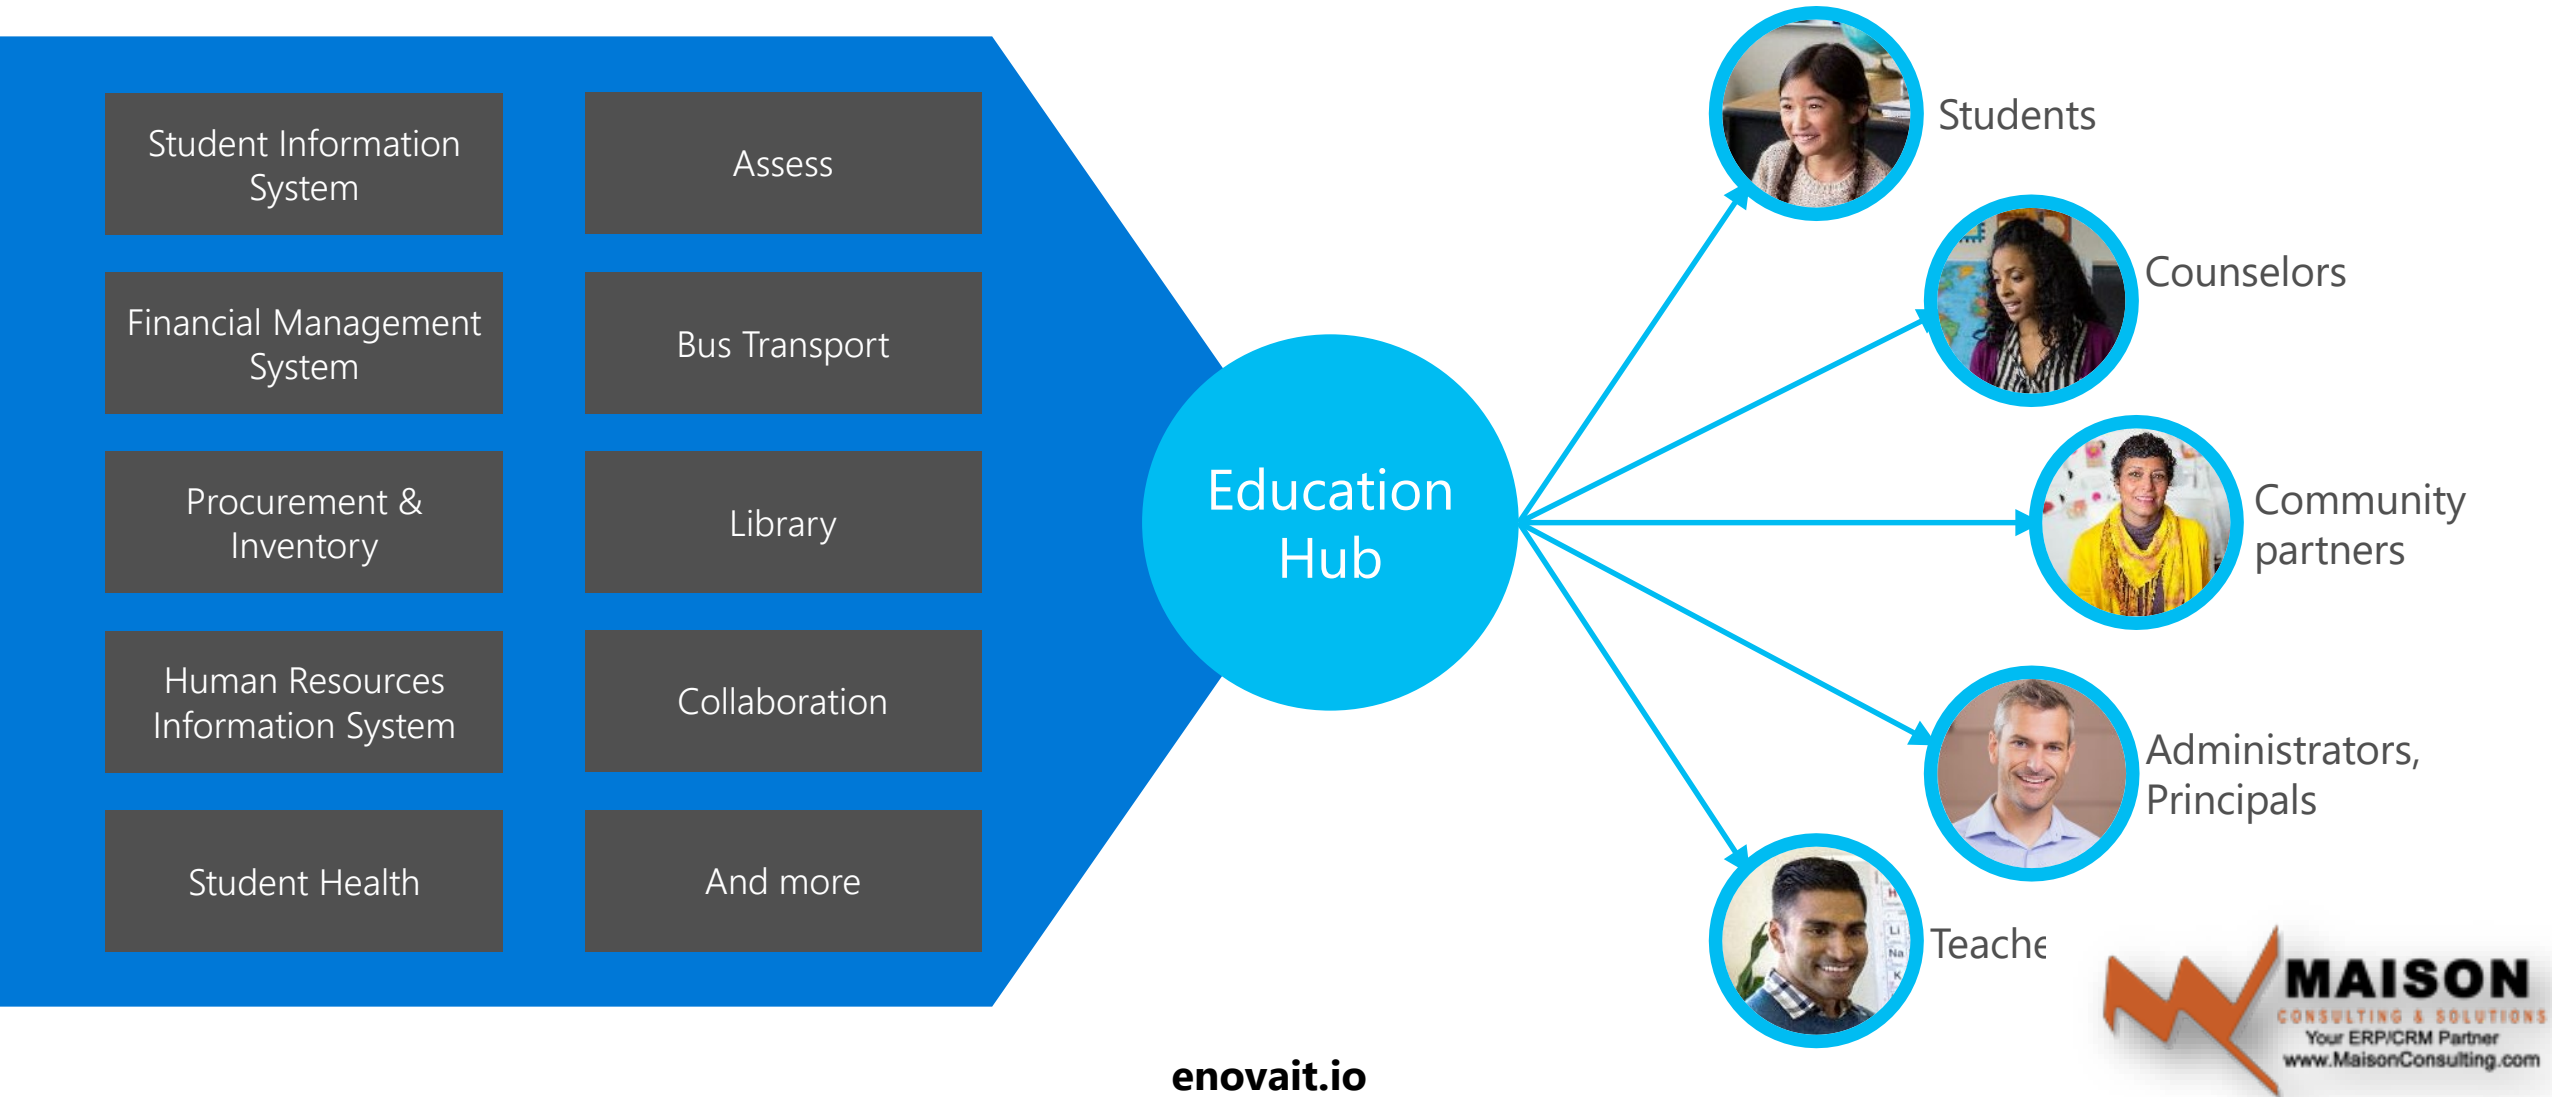 Student Information
System
Assess
Financial Management
System
Bus Transport
Procurement &
Inventory
Library
Human Resources
Information System
Collaboration
Student Health
And more
Education
Hub
Students
Counselors
Community
partners
Administrators,
Principals
Teache
MAISON
CONSULTING & SOLUTIONS
Your ERP/CRM Partner
www.MaisonConsulting.com
enovait.io